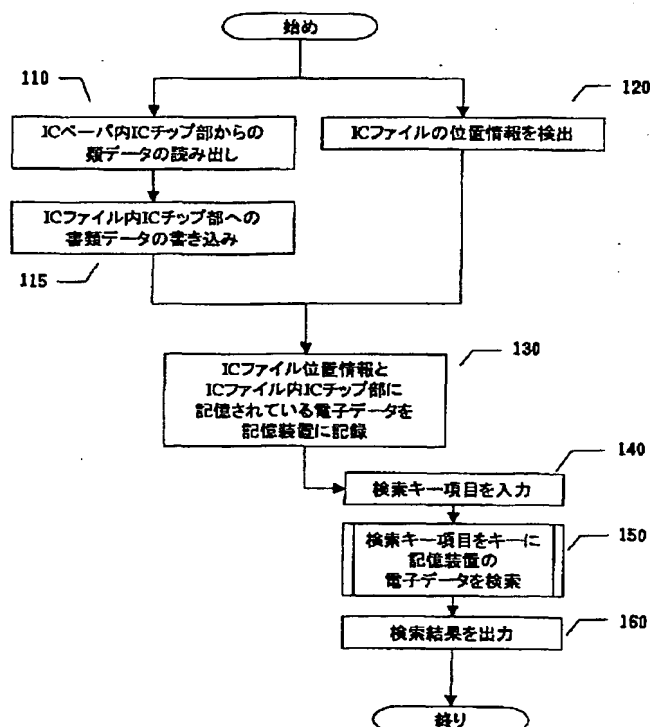 始め
110
ICペーパ内ICチップ部からの
類データの読み出し
120
ICファイルの位置情報を検出
ICファイル内ICチップ部への
書類データの書き込み
115
130
ICファイル位置情報と
ICファイル内ICチップ部に
記憶されている電子データを
記憶装置に記録
140
検索キー項目を入力
150
検索キー項目をキーに
記憶装置の
電子データを検索
160
検索結果を出力
終り